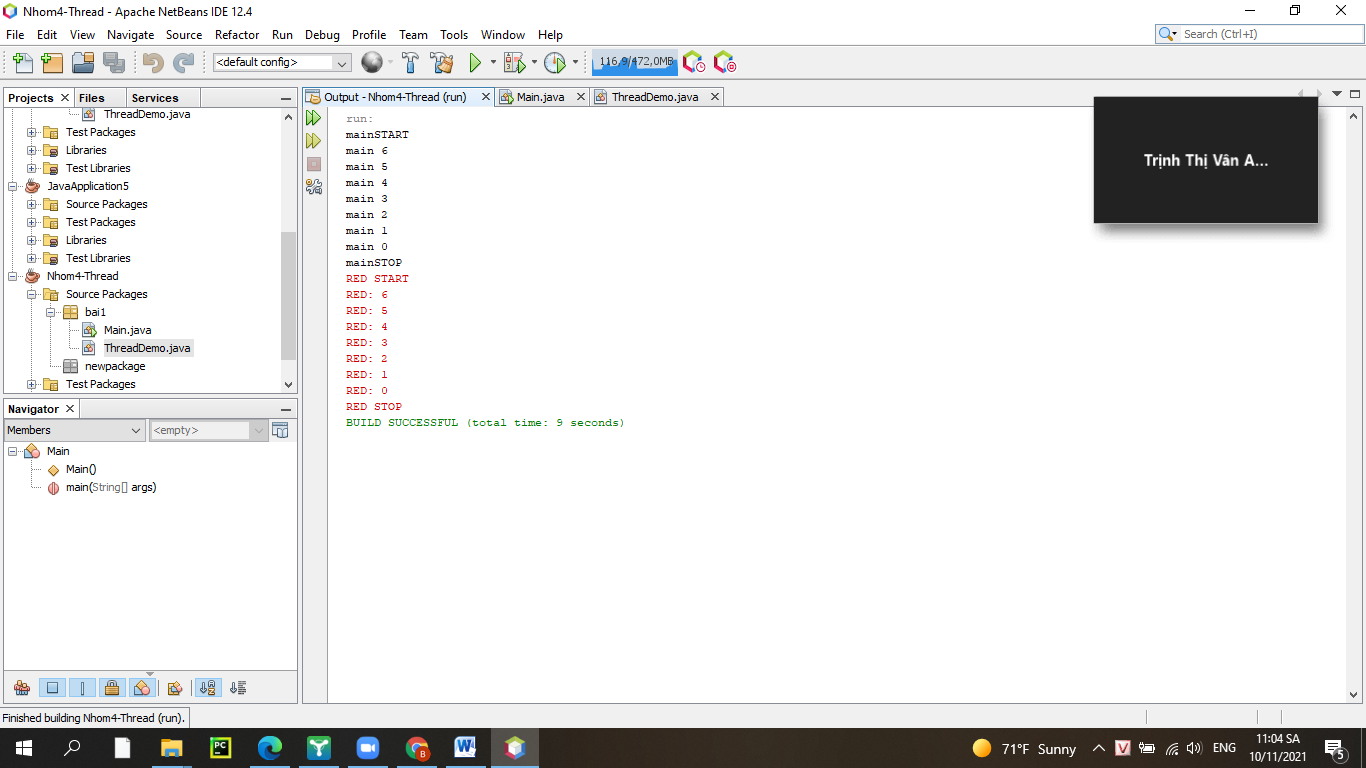 Nhom4-Thread - Apache NetBeans IDE 12.4
File Edit View Navigate Source Refactor Run Debug Profile Team Tools Window Help
Search (Ctrl+I)
<default config>
116,9/472,0MB
Projects Files Services
ThreadDemo.java
Test Packages
Libraries
Test Libraries
JavaApplication5
Source Packages
Test Packages
Libraries
Test Libraries
Nhom4-Thread
Source Packages
bai1
Main.java
ThreadDemo.java
newpackage
Test Packages
Navigator
Members
<empty>
Main
Main()
main(String[] args)
Output - Nhom4-Thread (run) Main.java ThreadDemo.java
run:
mainSTART
main 6
main 5
main 4
main 3
main 2
main 1
main 0
mainSTOP
RED START
RED: 6
RED: 5
RED: 4
RED: 3
RED: 2
RED: 1
RED: 0
RED STOP
BUILD SUCCESSFUL (total time: 9 seconds)
Trịnh Thị Vân A...
Finished building Nhom4-Thread (run).
71°F Sunny
ENG
11:04 SA
10/11/2021
5